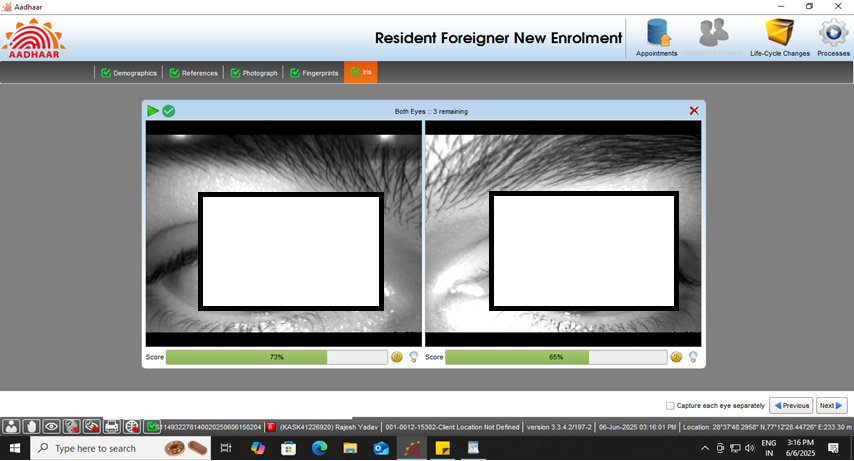 Aadhaar
AADHAAR
Resident Foreigner New Enrolment
Appointments
Life-Cycle Changes
Processes
Demographics
References
Photograph
Fingerprints
Iris
Both Eyes :: 3 remaining
Score 73%
Score 65%
Capture each eye separately
Previous
Next
S114932278140020250606150204 R (KASK41226920) Rajesh Yadav 001-0012-15302-Client Location Not Defined version 3.3.4.2/197-2 06-Jun-2025 03:16:01 PM Location: 28°37'48.2958" N,77°12'28.44726" E:233.30 m
Type here to search
ENG
IN
3:16 PM
6/6/2025